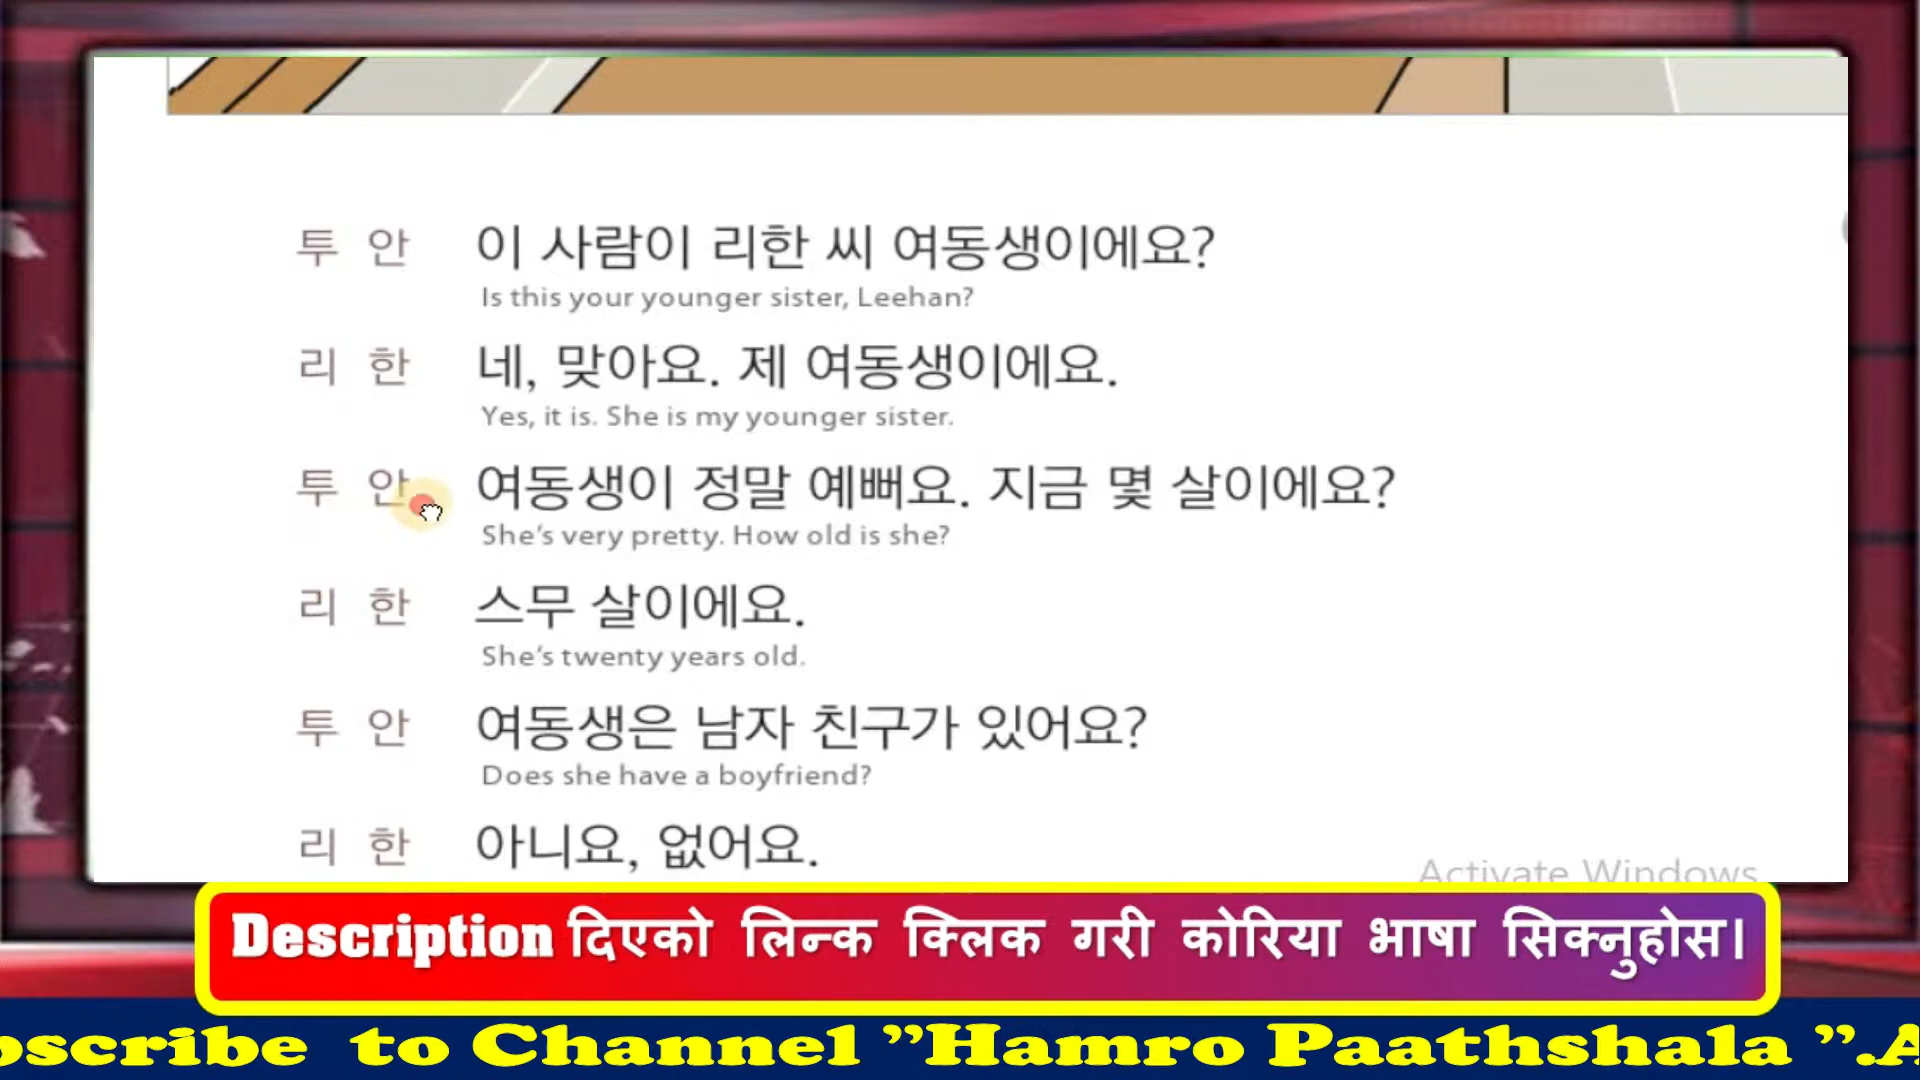 투 안 이 사람이 리한 씨 여동생이에요?
Is this your younger sister, Leehan?
리 한 네, 맞아요. 제 여동생이에요.
Yes, it is. She is my younger sister.
투 안 여동생이 정말 예뻐요. 지금 몇 살이에요?
She's very pretty. How old is she?
리 한 스무 살이에요.
She's twenty years old.
투 안 여동생은 남자 친구가 있어요?
Does she have a boyfriend?
리 한 아니요, 없어요.
Activate Windows
Description दिएको लिन्क क्लिक गरी कोरिया भाषा सिक्नुहोस।
bscribe to Channel ”Hamro Paathshala ”.A